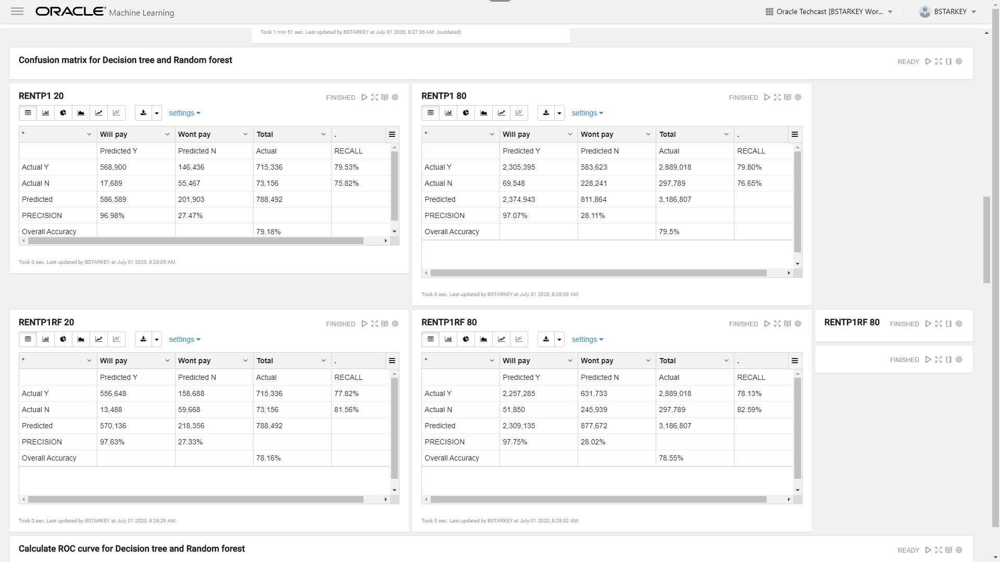 ORACLE® Machine Learning
Oracle Techcast [BSTARKEY Wor...
BSTARKEY
Took 1 min 51 sec. Last updated by BSTARKEY at July 01 2020, 8:27:36 AM. (outdated)
Confusion matrix for Decision tree and Random forest
READY
RENTP1 20
FINISHED
settings
* Will pay Wont pay Total .
Predicted Y Predicted N Actual RECALL
Actual Y 568,900 146,436 715,336 79.53%
Actual N 17,689 55,467 73,156 75.82%
Predicted 586,589 201,903 788,492
PRECISION 96.98% 27.47%
Overall Accuracy 79.18%
Took 0 sec. Last updated by BSTARKEY at July 01 2020, 8:28:05 AM.
RENTP1 80
FINISHED
settings
* Will pay Wont pay Total .
Predicted Y Predicted N Actual RECALL
Actual Y 2,305,395 583,623 2,889,018 79.80%
Actual N 69,548 228,241 297,789 76.65%
Predicted 2,374,943 811,864 3,186,807
PRECISION 97.07% 28.11%
Overall Accuracy 79.5%
Took 0 sec. Last updated by BSTARKEY at July 01 2020, 8:28:09 AM.
RENTP1RF 20
FINISHED
settings
* Will pay Wont pay Total .
Predicted Y Predicted N Actual RECALL
Actual Y 556,648 158,688 715,336 77.82%
Actual N 13,488 59,668 73,156 81.56%
Predicted 570,136 218,356 788,492
PRECISION 97.63% 27.33%
Overall Accuracy 78.16%
Took 0 sec. Last updated by BSTARKEY at July 01 2020, 8:28:29 AM.
RENTP1RF 80
FINISHED
settings
* Will pay Wont pay Total .
Predicted Y Predicted N Actual RECALL
Actual Y 2,257,285 631,733 2,889,018 78.13%
Actual N 51,850 245,939 297,789 82.59%
Predicted 2,309,135 877,672 3,186,807
PRECISION 97.75% 28.02%
Overall Accuracy 78.55%
Took 0 sec. Last updated by BSTARKEY at July 01 2020, 8:28:32 AM.
RENTP1RF 80
FINISHED
FINISHED
Calculate ROC curve for Decision tree and Random forest
READY